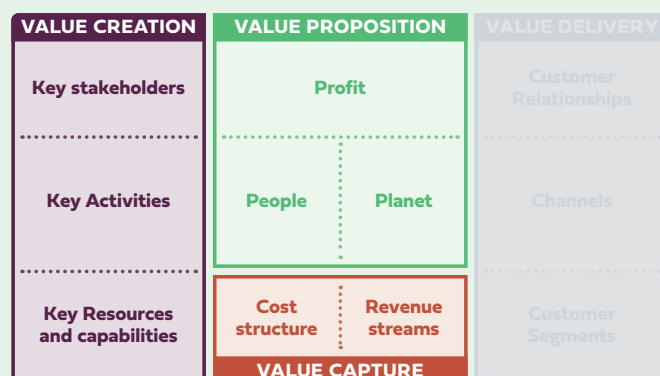 VALUE CREATION
Key stakeholders
Key Activities
Key Resources
and capabilities
VALUE PROPOSITION
Profit
People
Planet
Cost
structure
Revenue
streams
VALUE CAPTURE
VALUE DELIVERY
Customer
Relationships
Channels
Customer
Segments